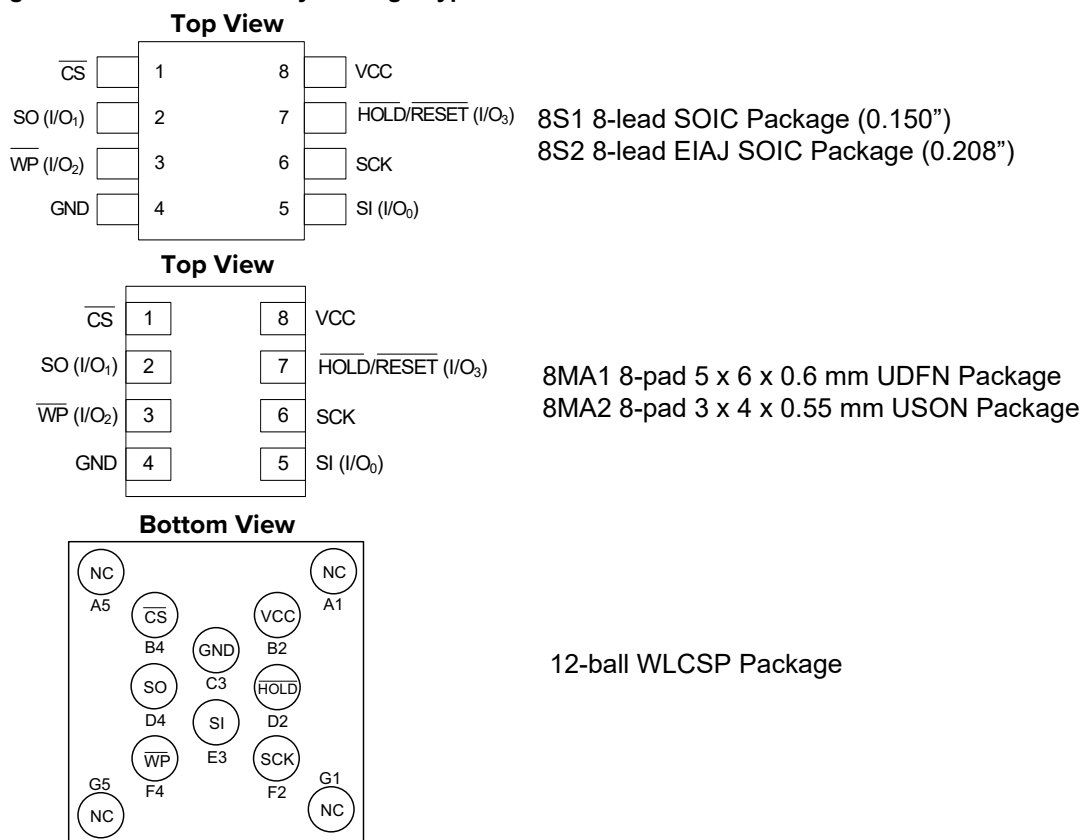 Top View
CS 1 8 VCC
SO (I/O₁) 2 7 HOLD/RESET (I/O₃)
WP (I/O₂) 3 6 SCK
GND 4 5 SI (I/O₀)
8S1 8-lead SOIC Package (0.150”)
8S2 8-lead EIAJ SOIC Package (0.208”)
Top View
CS 1 8 VCC
SO (I/O₁) 2 7 HOLD/RESET (I/O₃)
WP (I/O₂) 3 6 SCK
GND 4 5 SI (I/O₀)
8MA1 8-pad 5 x 6 x 0.6 mm UDFN Package
8MA2 8-pad 3 x 4 x 0.55 mm USON Package
Bottom View
NC NC
A5 A1
CS VCC
B4 GND B2
C3
SO HOLD
D4 SI D2
E3
WP SCK
F4 F2
G5 G1
NC NC
12-ball WLCSP Package